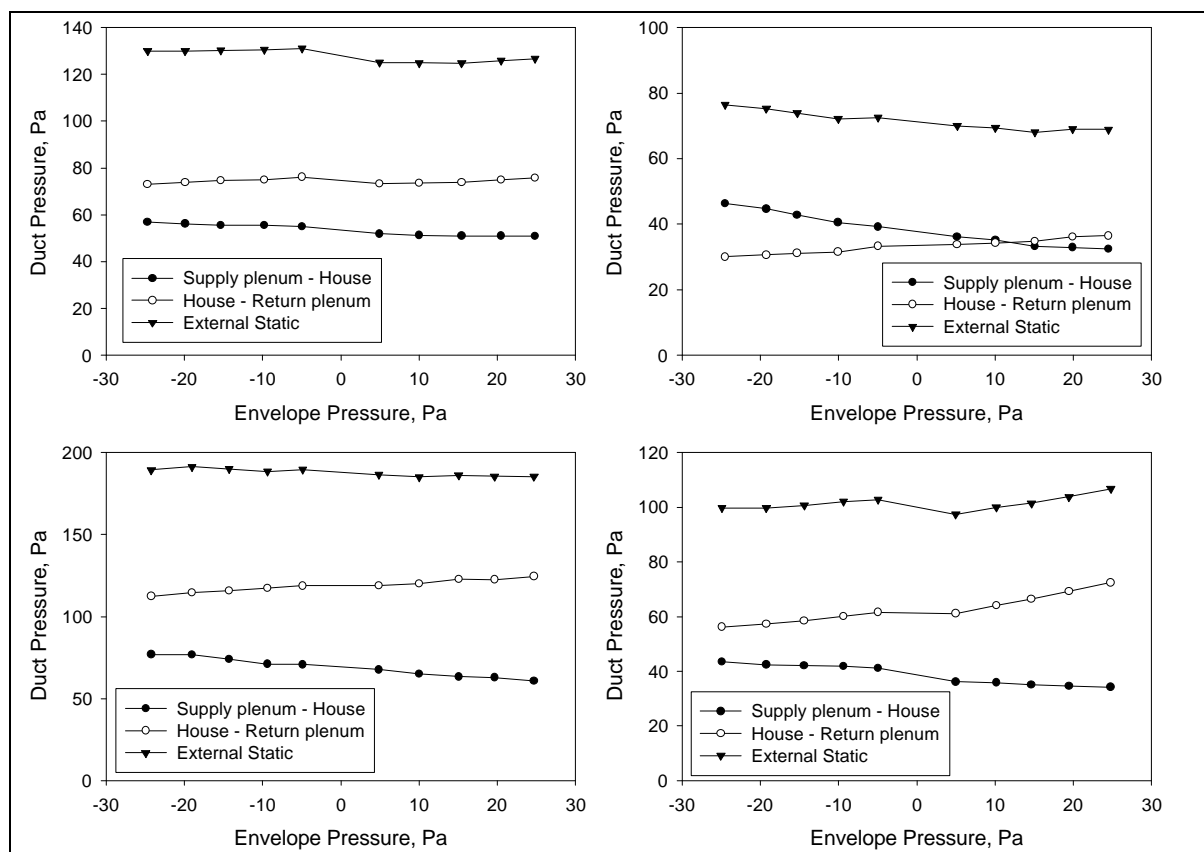 140
120
100
80
60
40
20
0
Duct Pressure, Pa
Supply plenum - House
House - Return plenum
External Static
-30 -20 -10 0 10 20 30
Envelope Pressure, Pa
100
80
60
40
20
0
Duct Pressure, Pa
Supply plenum - House
House - Return plenum
External Static
-30 -20 -10 0 10 20 30
Envelope Pressure, Pa
200
150
100
50
0
Duct Pressure, Pa
Supply plenum - House
House - Return plenum
External Static
-30 -20 -10 0 10 20 30
Envelope Pressure, Pa
120
100
80
60
40
20
0
Duct Pressure, Pa
Supply plenum - House
House - Return plenum
External Static
-30 -20 -10 0 10 20 30
Envelope Pressure, Pa